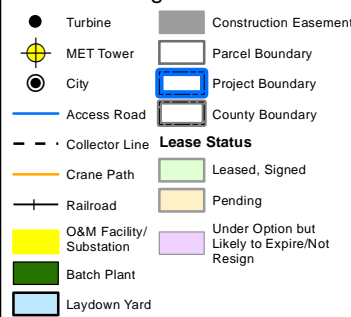 Turbine
MET Tower
City
Access Road
Collector Line
Crane Path
Railroad
O&M Facility/
Substation
Batch Plant
Laydown Yard
Construction Easement
Parcel Boundary
Project Boundary
County Boundary
Lease Status
Leased, Signed
Pending
Under Option but
Likely to Expire/Not
Resign